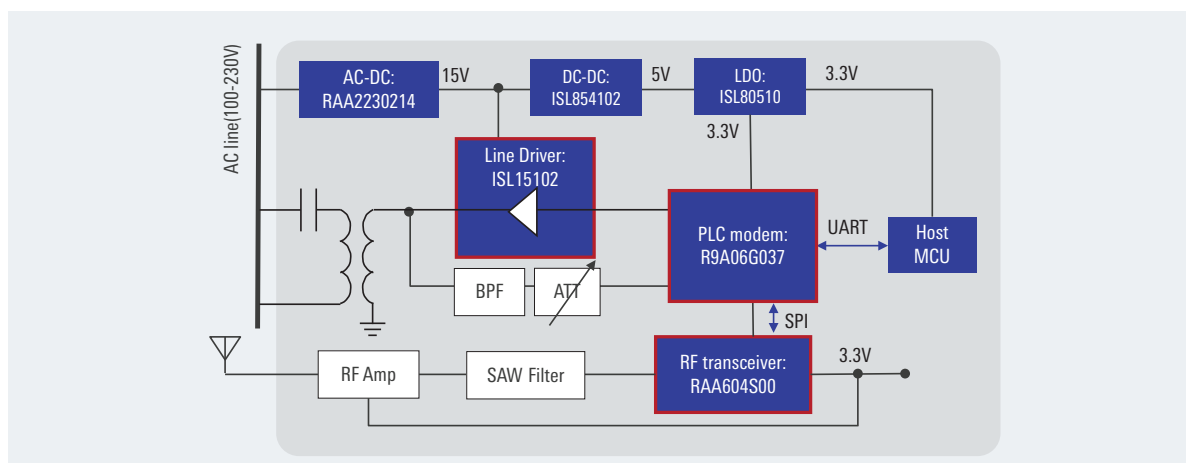 AC line(100-230V)
AC-DC:
RAA2230214
15V
DC-DC:
ISL854102
5V
LDO:
ISL80510
3.3V
3.3V
Line Driver:
ISL15102
PLC modem:
R9A06G037
UART
Host
MCU
BPF
ATT
SPI
RF Amp
SAW Filter
RF transceiver:
RAA604S00
3.3V